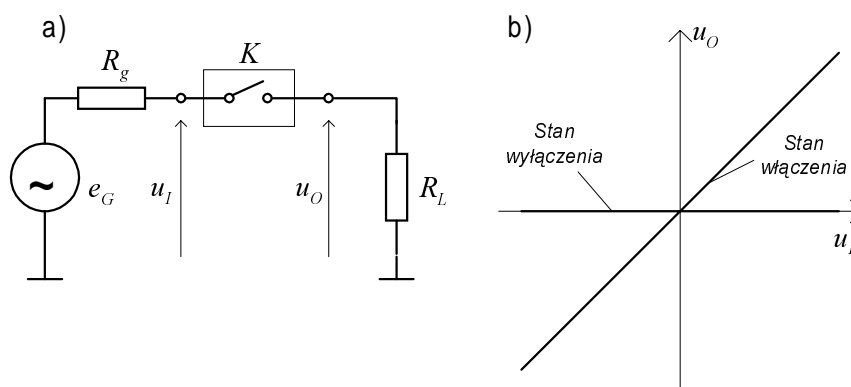 a)
R_g
K
~
e_G
u_I
u_O
R_L
b)
u_O
Stan
wyłączenia
Stan
włączenia
u_I